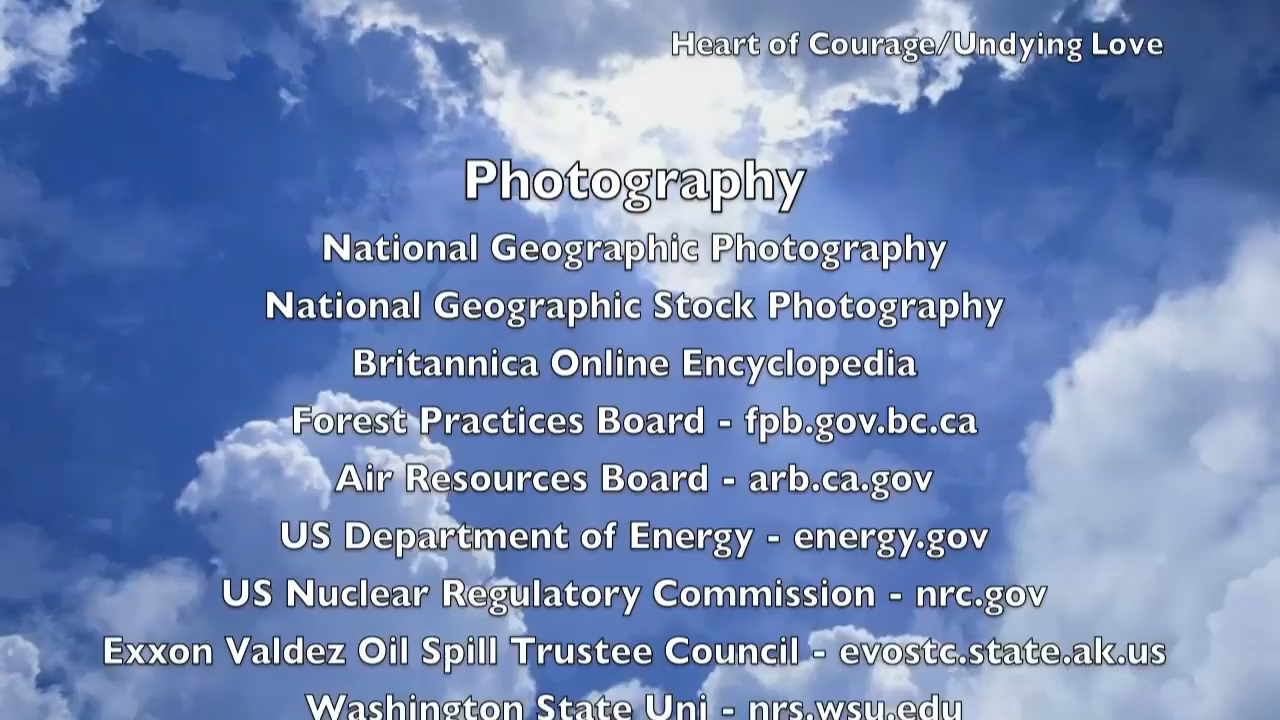 Heart of Courage/Undying Love
Photography
National Geographic Photography
National Geographic Stock Photography
Britannica Online Encyclopedia
Forest Practices Board - fpb.gov.bc.ca
Air Resources Board - arb.ca.gov
US Department of Energy - energy.gov
US Nuclear Regulatory Commission - nrc.gov
Exxon Valdez Oil Spill Trustee Council - evostc.state.ak.us
Washington State Uni - nrs.wsu.edu